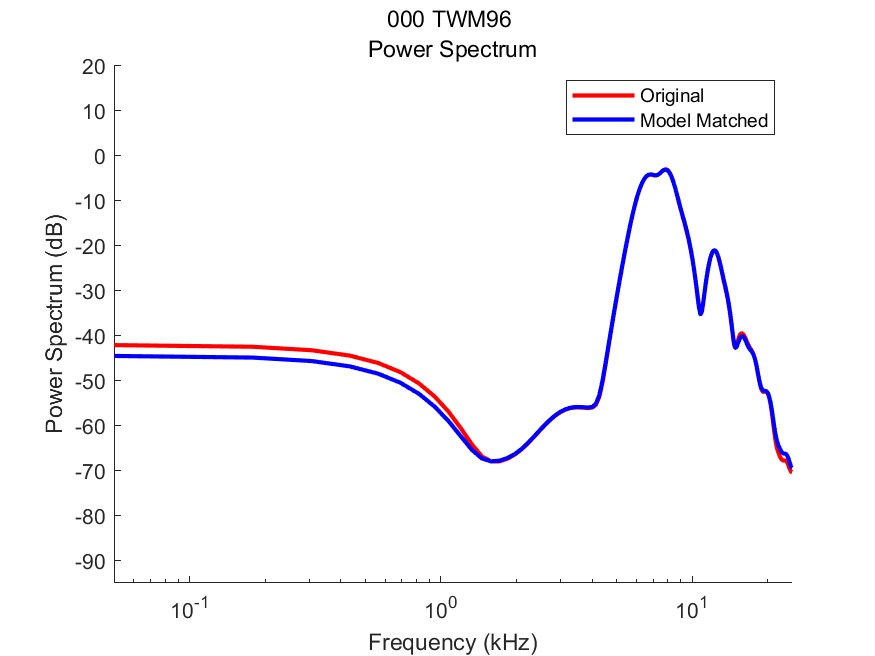 000 TWM96
Power Spectrum
20
10
0
-10
-20
-30
-40
-50
-60
-70
-80
-90
Power Spectrum (dB)
Original
Model Matched
10^-1
10^0
10^1
Frequency (kHz)